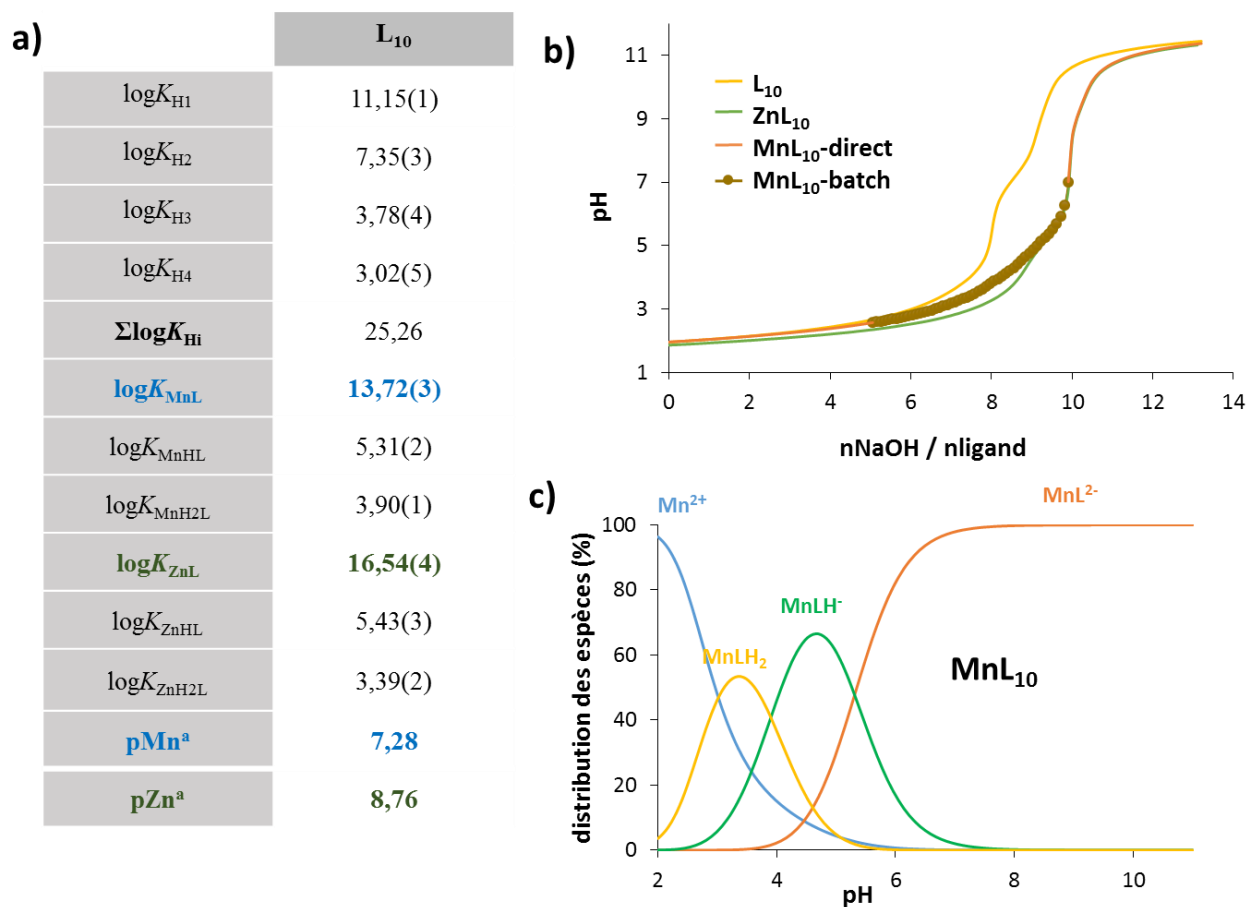 a)
L10
logKH1 11,15(1)
logKH2 7,35(3)
logKH3 3,78(4)
logKH4 3,02(5)
ΣlogKHi 25,26
logKMnL 13,72(3)
logKMnHL 5,31(2)
logKMnH2L 3,90(1)
logKZnL 16,54(4)
logKZnHL 5,43(3)
logKZnH2L 3,39(2)
pMnᵃ 7,28
pZnᵃ 8,76
b)
L10
ZnL10
MnL10-direct
MnL10-batch
pH
11
9
7
5
3
1
0 2 4 6 8 10 12 14
nNaOH / nligand
c)
Mn2+
MnL2-
MnLH-
MnLH2
MnL10
distribution des espèces (%)
100
80
60
40
20
0
2 4 6 8 10
pH